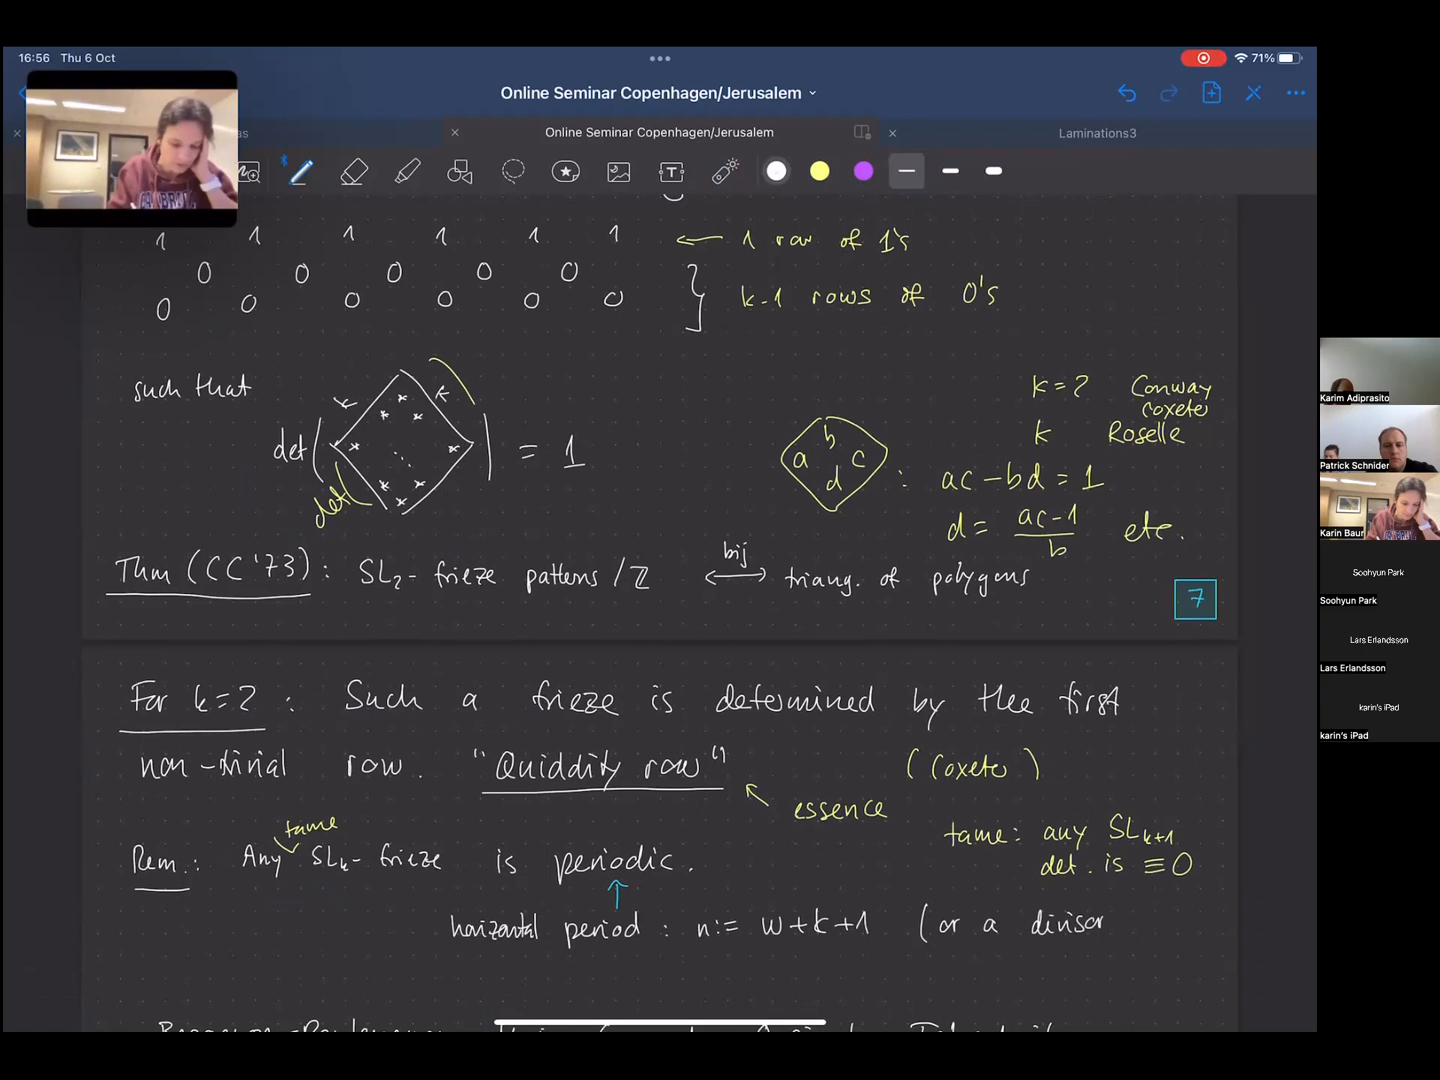 16:56 Thu 6 Oct
71%
Online Seminar Copenhagen/Jerusalem
as
Online Seminar Copenhagen/Jerusalem
Laminations3
1 1 1 1 1 1 ← 1 row of 1's
0 0 0 0 0
0 0 0 0 0 0 } k-1 rows of 0's
such that
k k
det ( ) = 1
det (
b
a c
d
:
k=2 Conway
Coxeter
k Roselle
ac - bd = 1
d = ac-1 / b etc.
Thm (CC '73) : SL₂ - frieze patterns / ℤ ⟷ bij triang. of polygons
7
For k=2 : Such a frieze is determined by the first
non-trivial row. "Quiddity row" (Coxeter)
essence
tame
Rem.: Any SLₖ - frieze is periodic.
tame: any SLₖ₊₁
det. is ≡ 0
horizontal period : n := w+k+1 (or a divisor
Karim Adiprasito
Patrick Schnider
Karin Baur
Soohyun Park
Soohyun Park
Lars Erlandsson
Lars Erlandsson
karin's iPad
karin's iPad